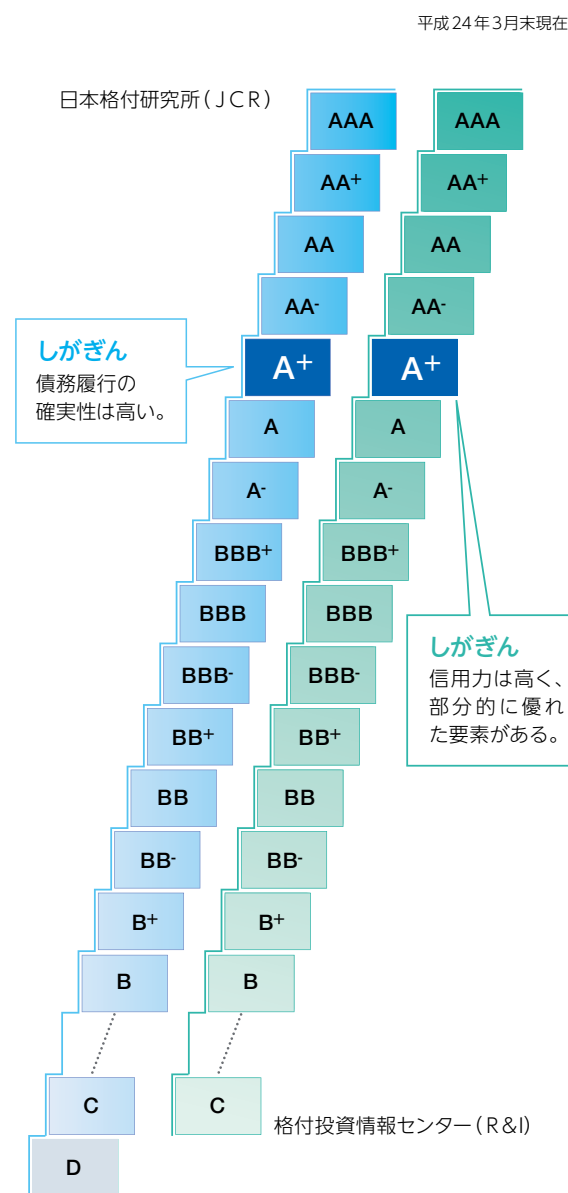 平成24年3月末現在
日本格付研究所(JCR)
AAA
AA+
AA
AA-
A+
A
A-
BBB+
BBB
BBB-
BB+
BB
BB-
B+
B
C
D
しがぎん
債務履行の
確実性は高い。
AAA
AA+
AA
AA-
A+
A
A-
BBB+
BBB
BBB-
BB+
BB
BB-
B+
B
C
格付投資情報センター(R&I)
しがぎん
信用力は高く、
部分的に優れ
た要素がある。